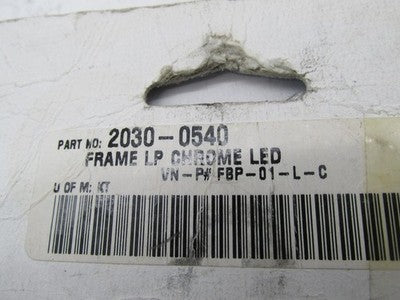 PART NO: 2030-0540
FRAME LP CHROME LED
VN-P# FBP-01-L-C
U OF M: KT